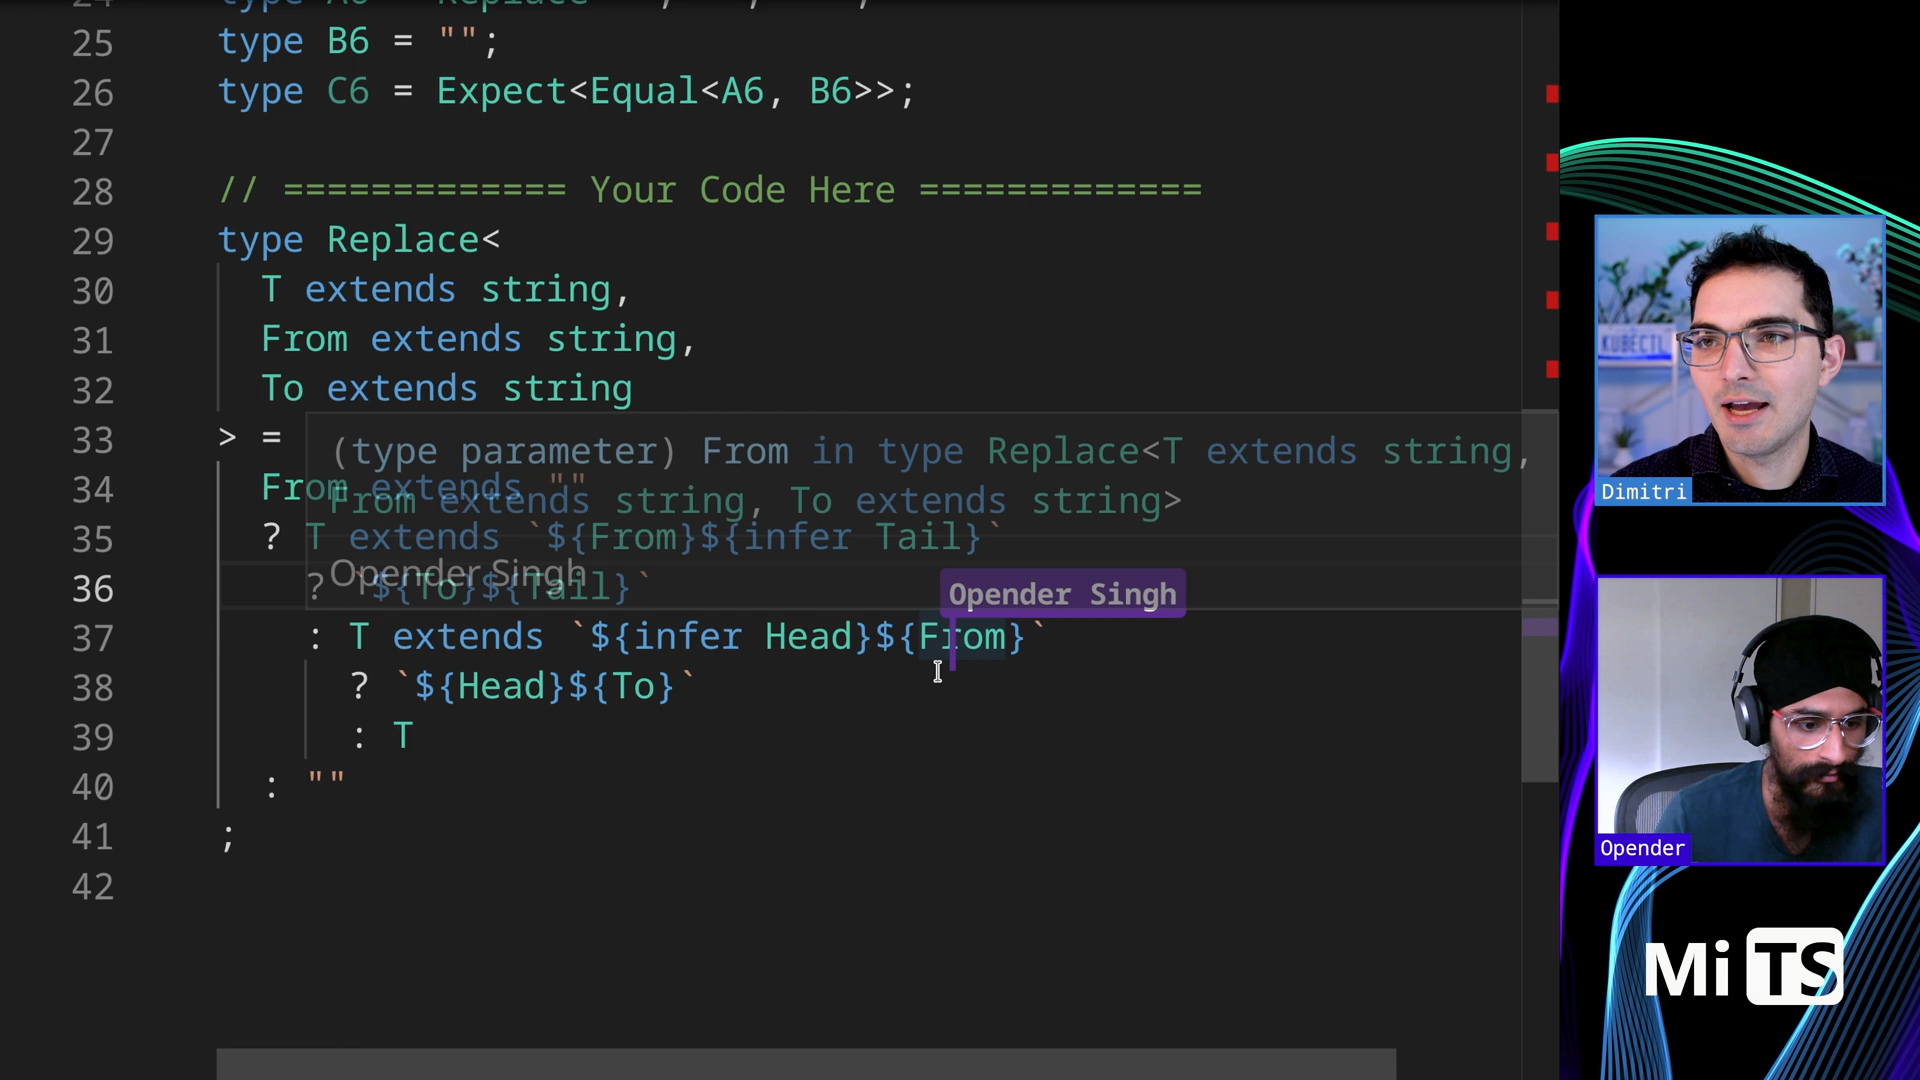 25 type B6 = "";
26 type C6 = Expect<Equal<A6, B6>>;
27
28 // ============= Your Code Here =============
29 type Replace<
30 T extends string,
31 From extends string,
32 To extends string
33 > =
(type parameter) From in type Replace<T extends string,
From extends string, To extends string>
Opender Singh
34 From extends ""
35 ? T extends `${From}${infer Tail}`
36 ? `${To}${Tail}`
Opender Singh
37 : T extends `${infer Head}${From}`
38 ? `${Head}${To}`
39 : T
40 : ""
41 ;
42
KUBECTL
Dimitri
Opender
MiTS